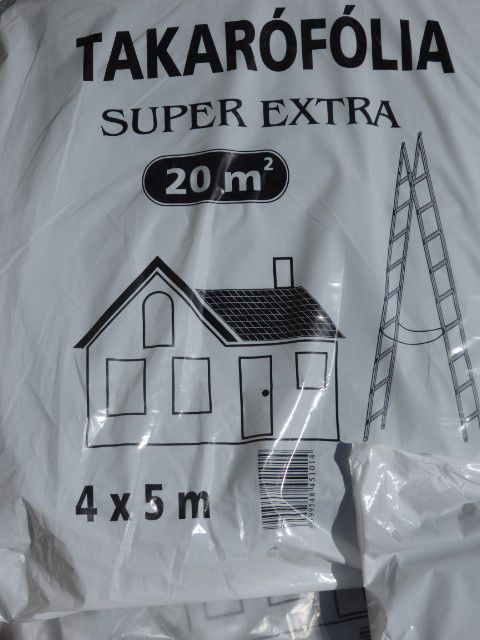 TAKARÓFÓLIA
SUPER EXTRA
20 m²
4 x 5 m